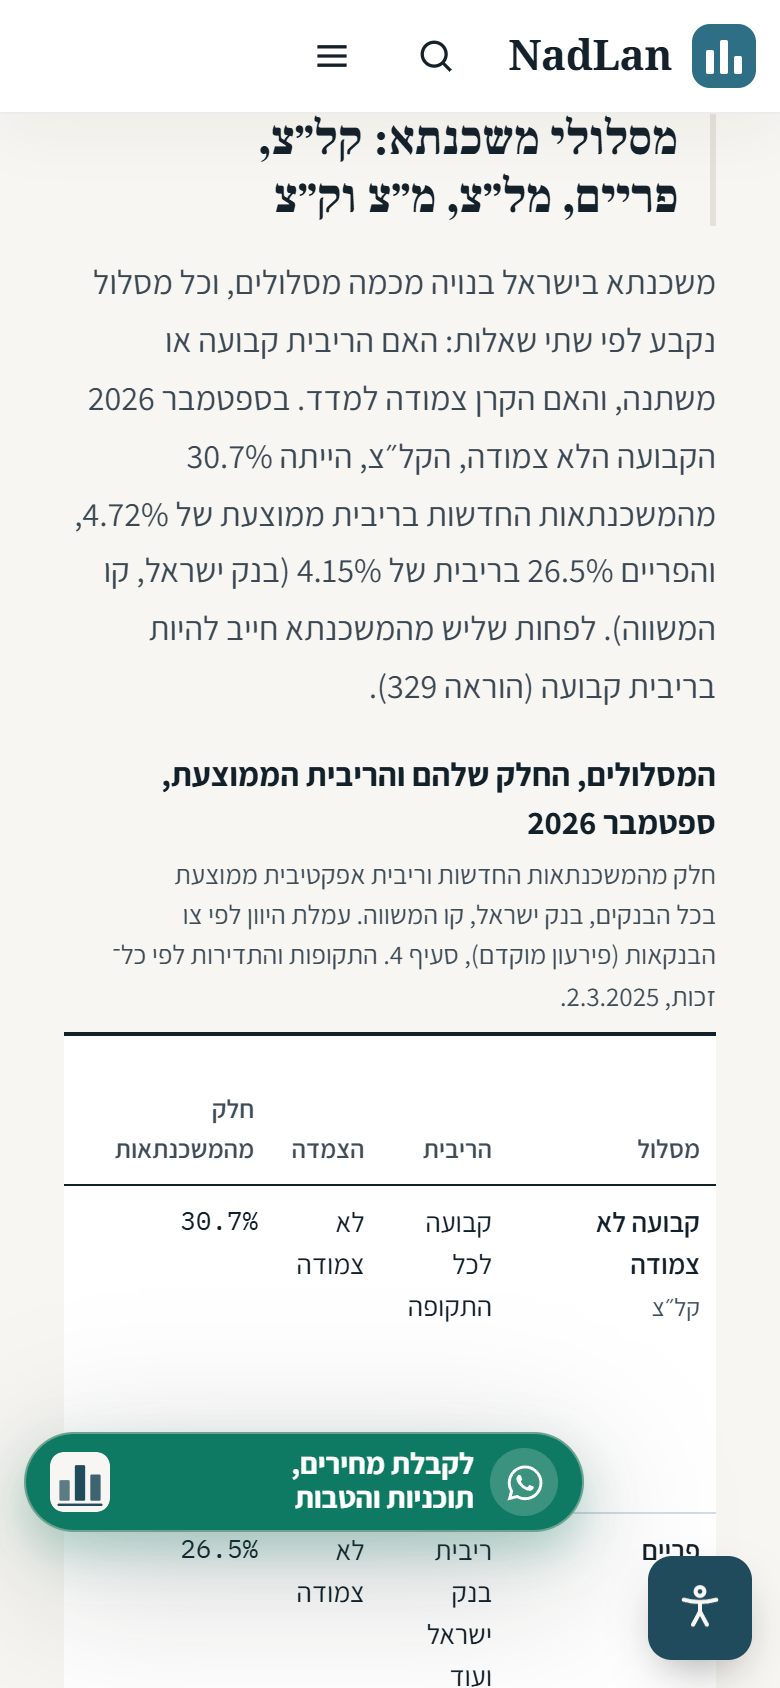 NadLan
מסלולי משכנתא: קל״צ,
פריים, מל״צ, מ״צ וק״צ
משכנתא בישראל בנויה מכמה מסלולים, וכל מסלול
נקבע לפי שתי שאלות: האם הריבית קבועה או
משתנה, והאם הקרן צמודה למדד. בספטמבר 2026
הקבועה הלא צמודה, הקל״צ, הייתה 30.7%
מהמשכנתאות החדשות בריבית ממוצעת של 4.72%,
והפריים 26.5% בריבית של 4.15% (בנק ישראל, קו
המשווה). לפחות שליש מהמשכנתא חייב להיות
בריבית קבועה (הוראה 329).
המסלולים, החלק שלהם והריבית הממוצעת,
ספטמבר 2026
חלק מהמשכנתאות החדשות וריבית אפקטיבית ממוצעת
בכל הבנקים, בנק ישראל, קו המשווה. עמלת היוון לפי צו
הבנקאות (פירעון מוקדם), סעיף 4. התקופות והתדירות לפי כל־
זכות, 2.3.2025.
חלק
מסלול הריבית הצמדה מהמשכנתאות
קבועה לא קבועה לא 30.7%
צמודה לכל צמודה
קל״צ התקופה
לקבלת מחירים,
תוכניות והטבות
פריים ריבית לא 26.5%
בנק צמודה
ישראל
ועוד